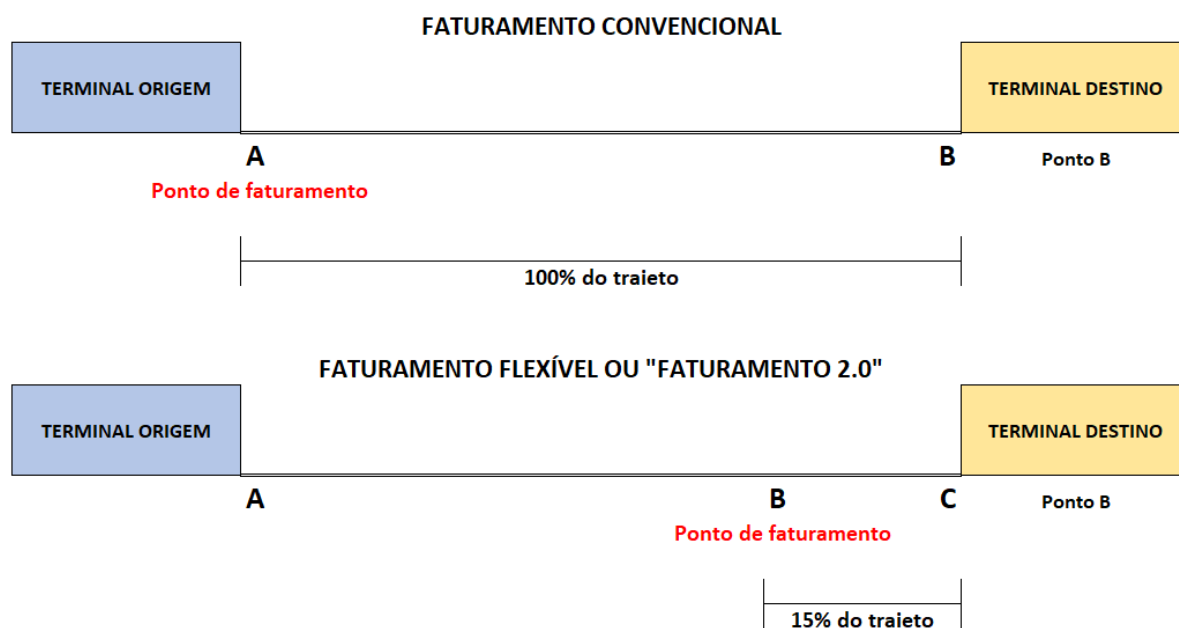 FATURAMENTO CONVENCIONAL
TERMINAL ORIGEM
TERMINAL DESTINO
A
B
Ponto B
Ponto de faturamento
100% do traieto
FATURAMENTO FLEXÍVEL OU "FATURAMENTO 2.0"
TERMINAL ORIGEM
TERMINAL DESTINO
A
B
C
Ponto B
Ponto de faturamento
15% do traieto